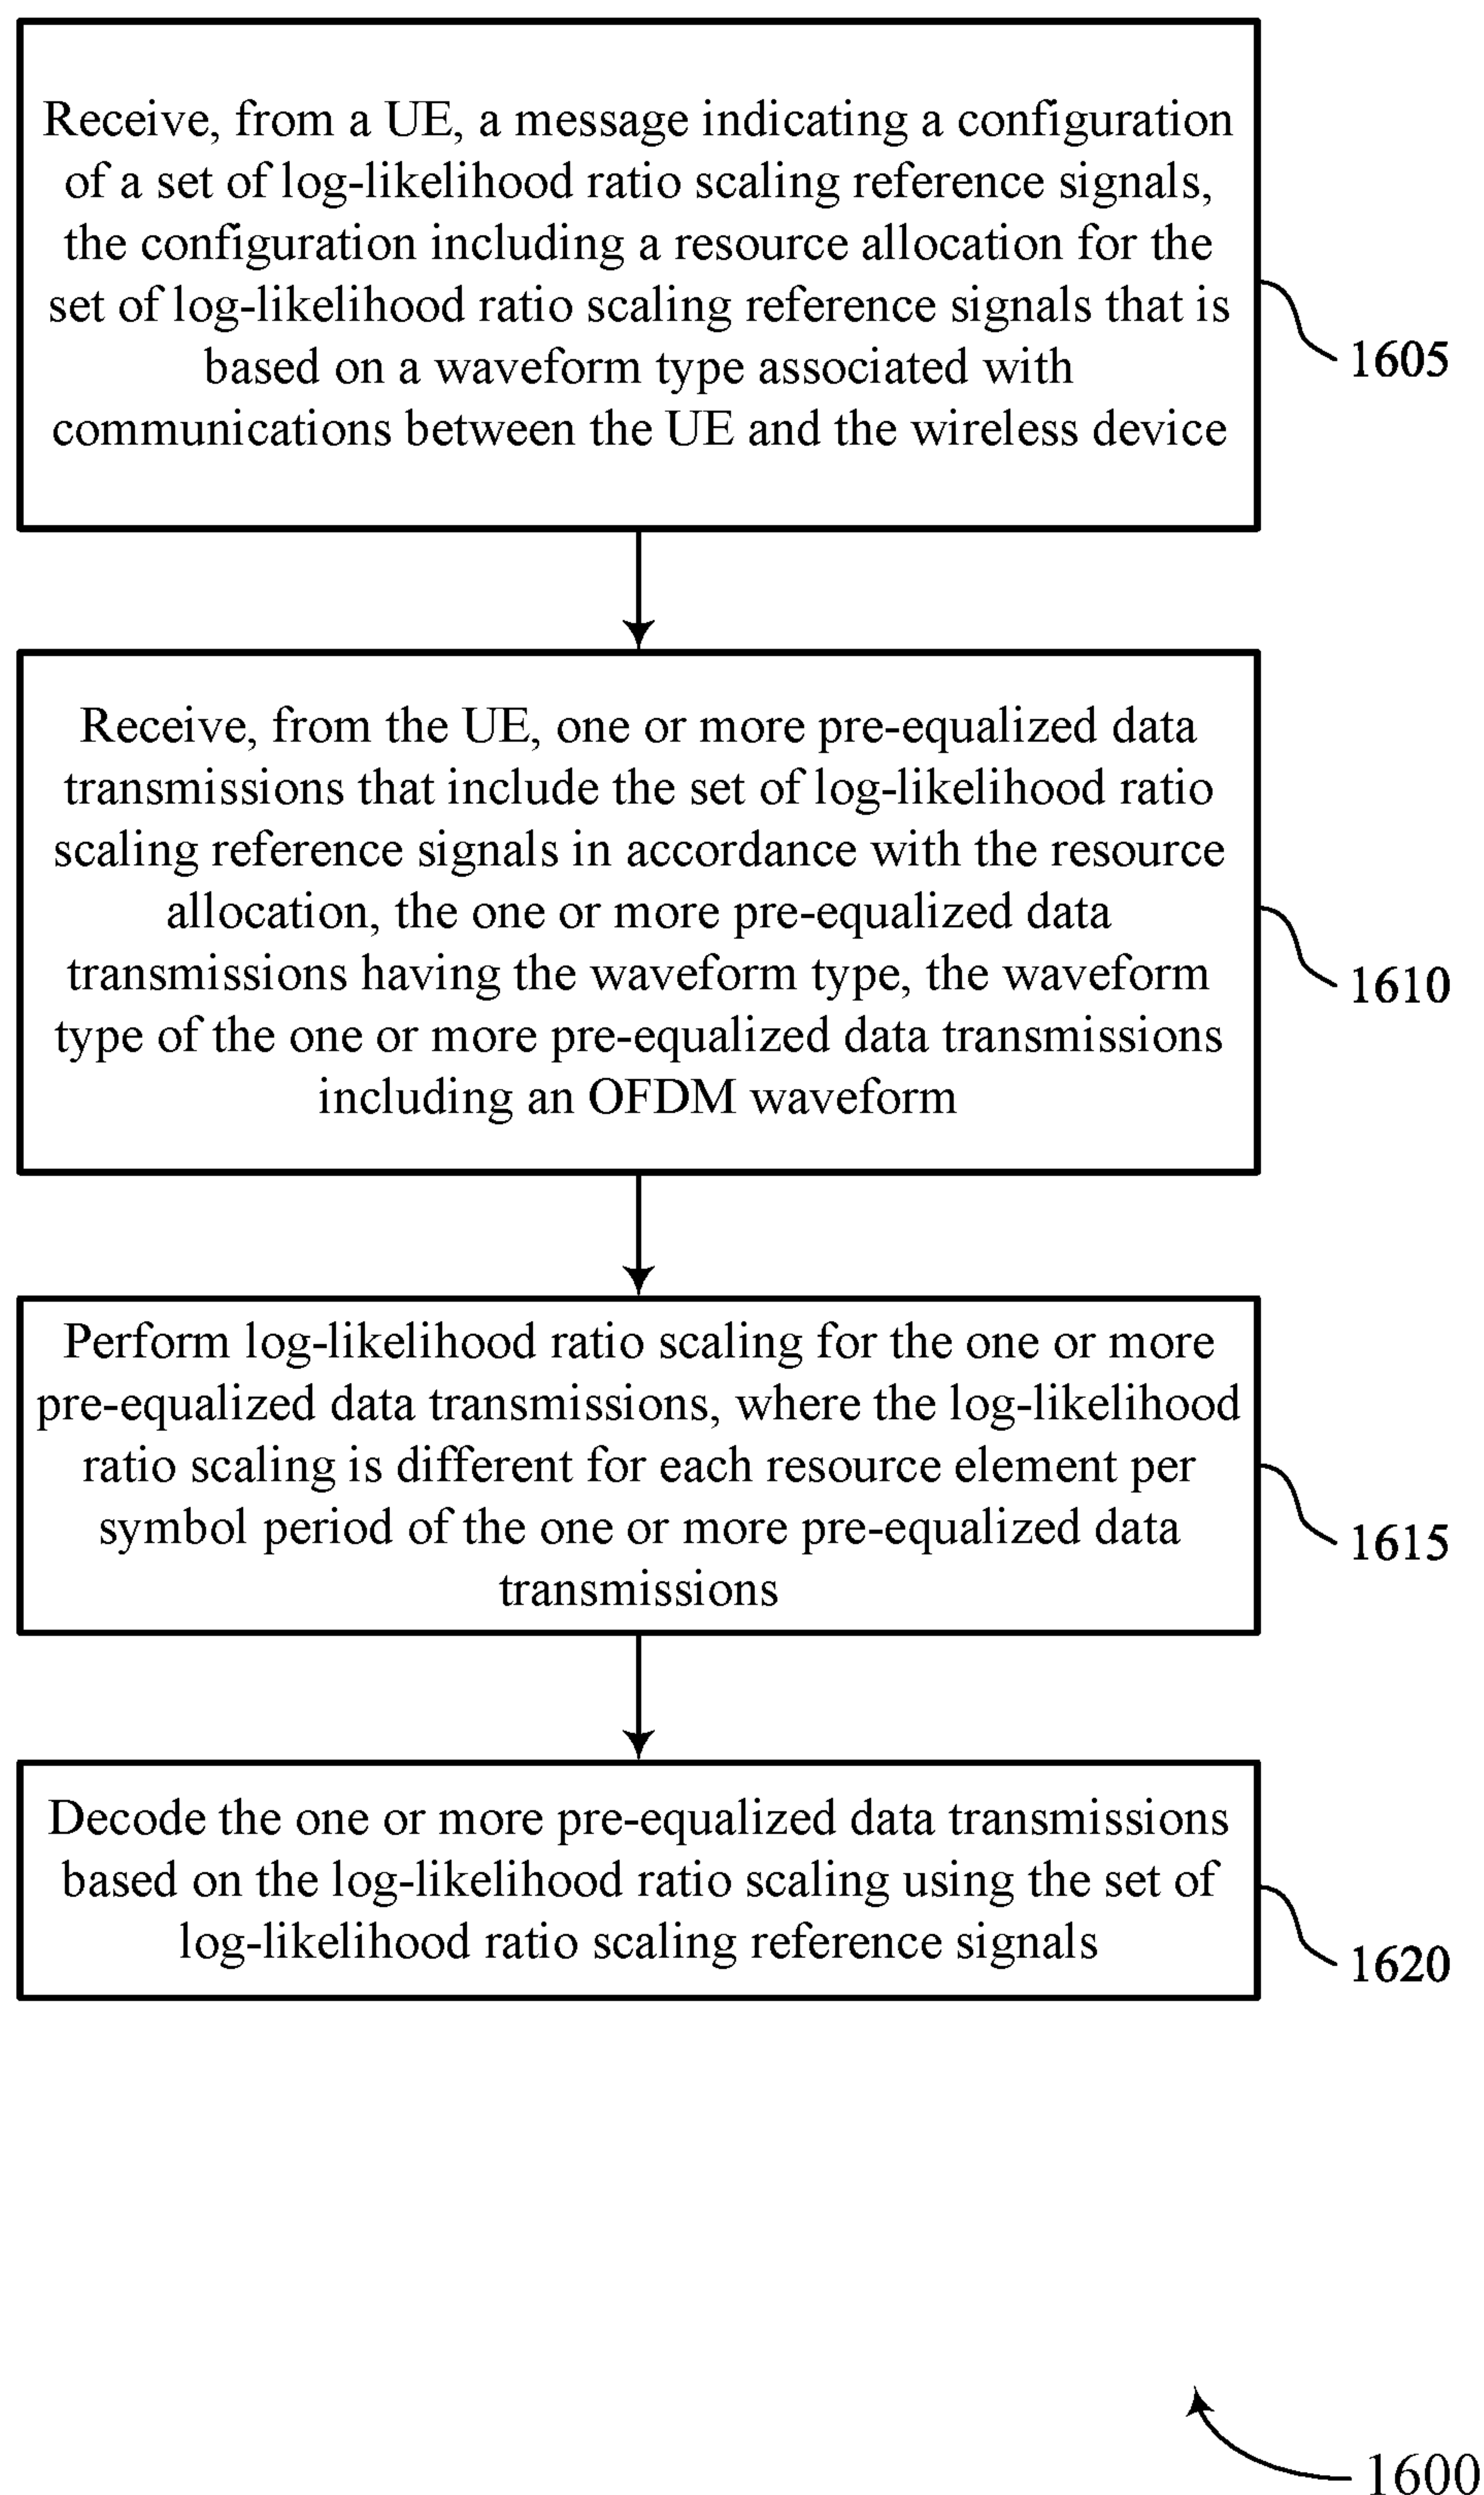 Receive, from a UE, a message indicating a configuration
of a set of log-likelihood ratio scaling reference signals,
the configuration including a resource allocation for the
set of log-likelihood ratio scaling reference signals that is
based on a waveform type associated with
communications between the UE and the wireless device
1605
Receive, from the UE, one or more pre-equalized data
transmissions that include the set of log-likelihood ratio
scaling reference signals in accordance with the resource
allocation, the one or more pre-equalized data
transmissions having the waveform type, the waveform
type of the one or more pre-equalized data transmissions
including an OFDM waveform
1610
Perform log-likelihood ratio scaling for the one or more
pre-equalized data transmissions, where the log-likelihood
ratio scaling is different for each resource element per
symbol period of the one or more pre-equalized data
transmissions
1615
Decode the one or more pre-equalized data transmissions
based on the log-likelihood ratio scaling using the set of
log-likelihood ratio scaling reference signals
1620
1600